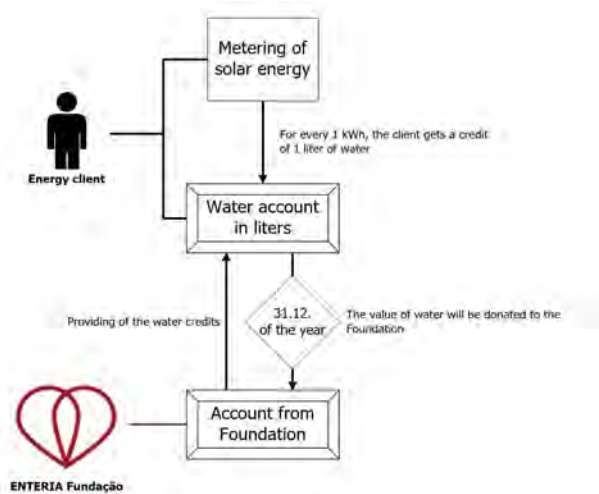 Metering of
solar energy
For every 1 kWh, the client gets a credit
of 1 liter of water
Energy client
Water account
in liters
Providing of the water credits
31.12.
of the year
The value of water will be donated to the
Foundation
Account from
Foundation
ENTERIA Fundação